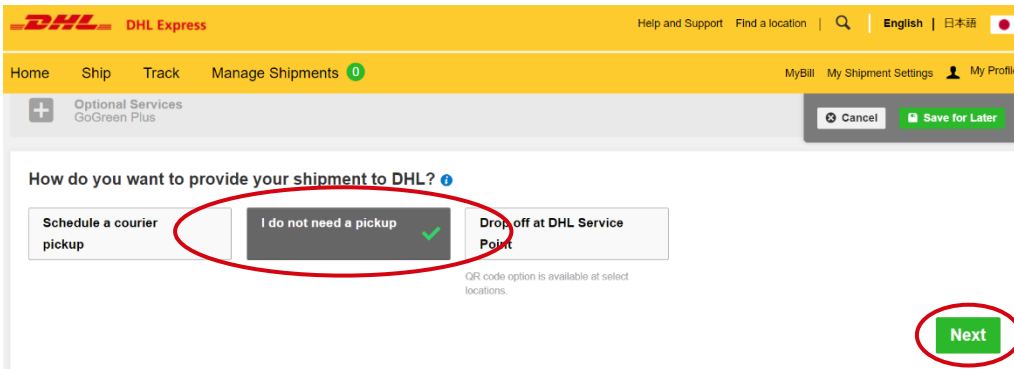 DHL DHL Express Help and Support Find a location | English | 日本語
Home Ship Track Manage Shipments 0 MyBill My Shipment Settings My Profile
Optional Services
GoGreen Plus
Cancel Save for Later
How do you want to provide your shipment to DHL? i
Schedule a courier
pickup
I do not need a pickup
Drop off at DHL Service
Point
QR code option is available at select
locations.
Next